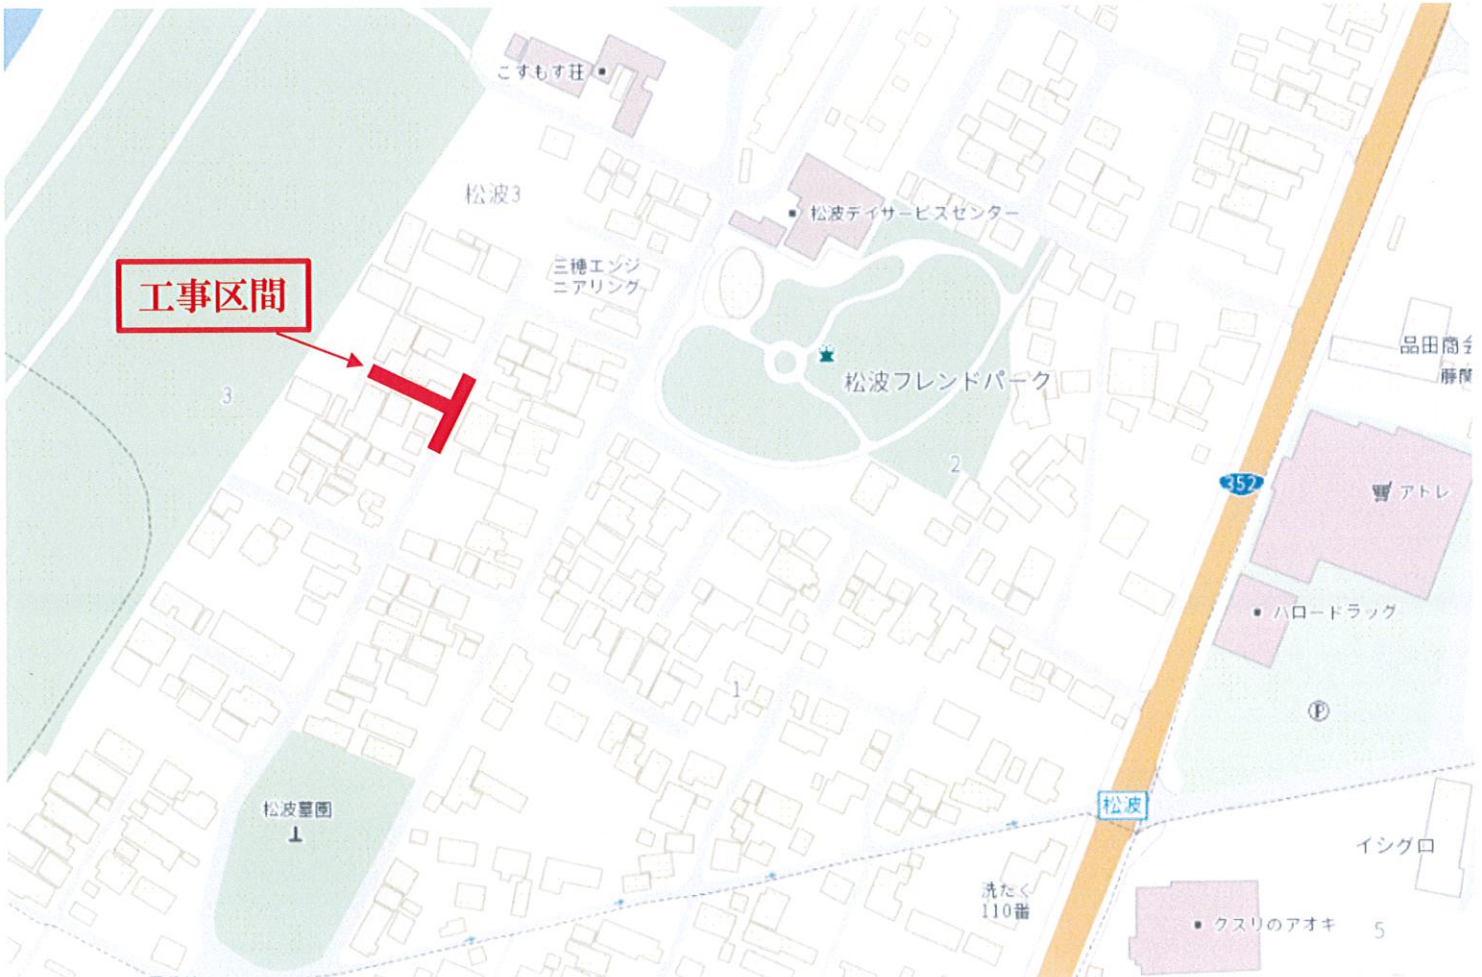 こすもす荘
松波3
松波デイサービスセンター
三穂エンジ
ニアリング
工事区間
品田商会
松波フレンドパーク
3
2
352
アトレ
ハロードラッグ
1
P
松波墓園
松波
イシグロ
洗たく
110番
クスリのアオキ
5